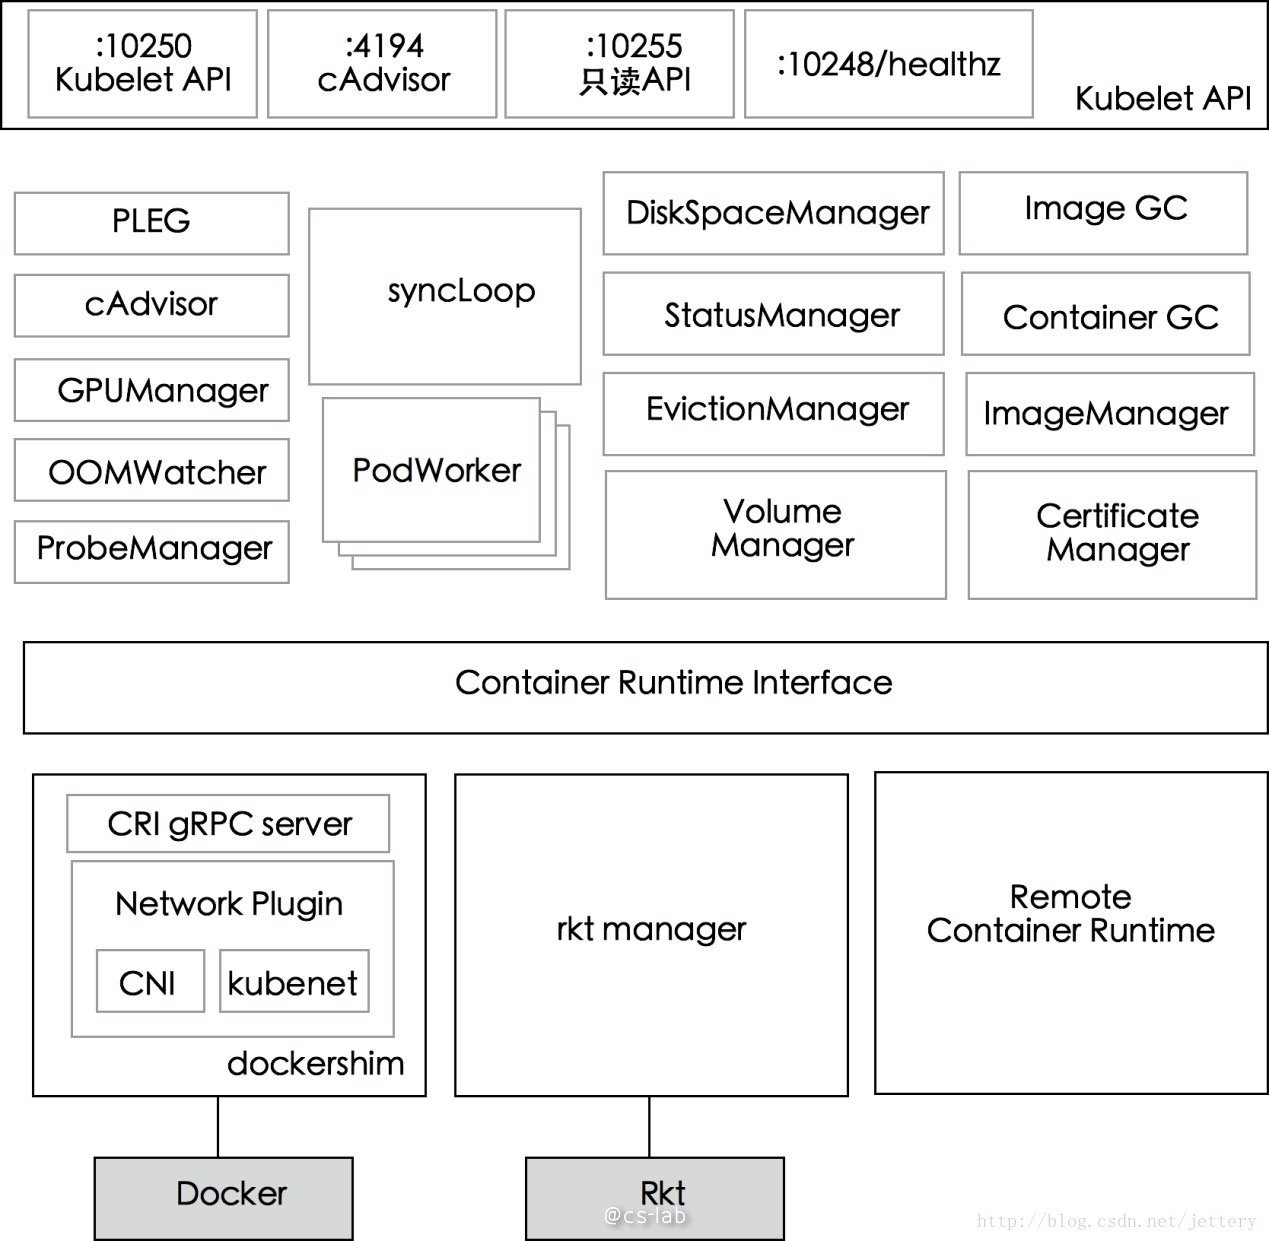 :10250
Kubelet API
:4194
cAdvisor
:10255
只读API
:10248/healthz
Kubelet API
PLEG
cAdvisor
GPUManager
OOMWatcher
ProbeManager
syncLoop
PodWorker
DiskSpaceManager
StatusManager
EvictionManager
Volume
Manager
Image GC
Container GC
ImageManager
Certificate
Manager
Container Runtime Interface
CRI gRPC server
Network Plugin
CNI
kubenet
dockershim
rkt manager
Remote
Container Runtime
Docker
Rkt
@cs-lab
http://blog.csdn.net/jettery